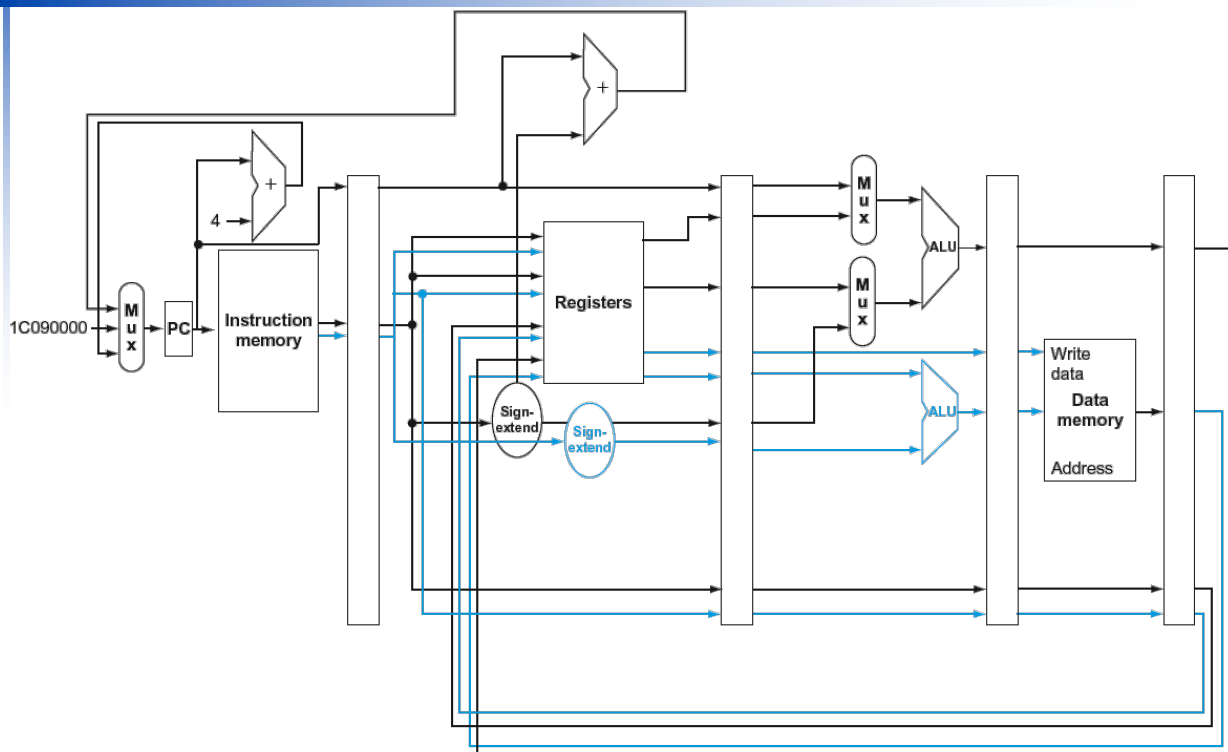 +
+
4
M
u
x
M
u
x
ALU
Registers
1C090000
M
u
x
PC
Instruction
memory
M
u
x
Write
data
Data
memory
Address
ALU
Sign-
extend
Sign-
extend